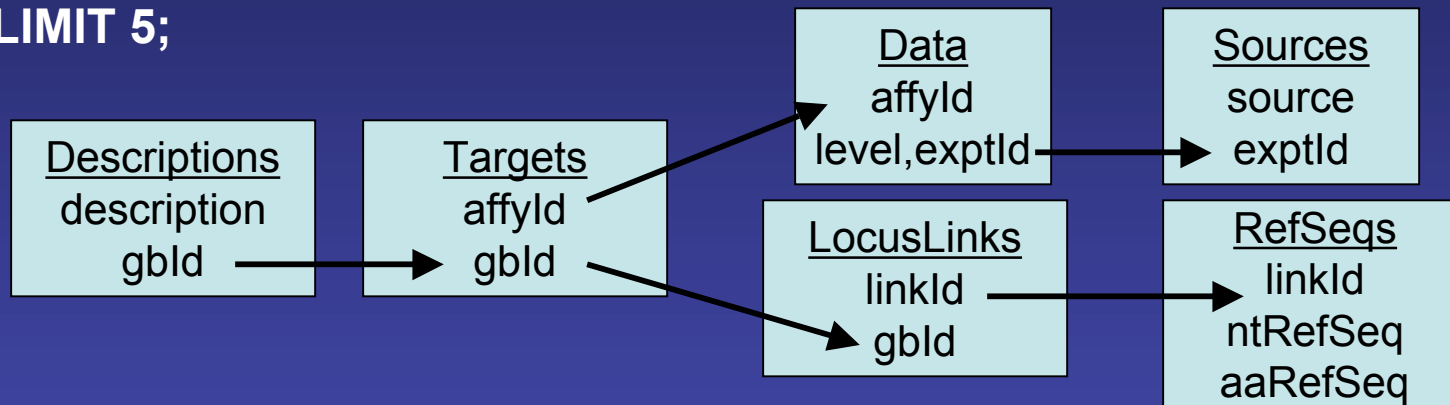 LIMIT 5;
Descriptions
description
gbId
Targets
affyId
gbId
Data
affyId
level,exptId
Sources
source
exptId
LocusLinks
linkId
gbId
RefSeqs
linkId
ntRefSeq
aaRefSeq